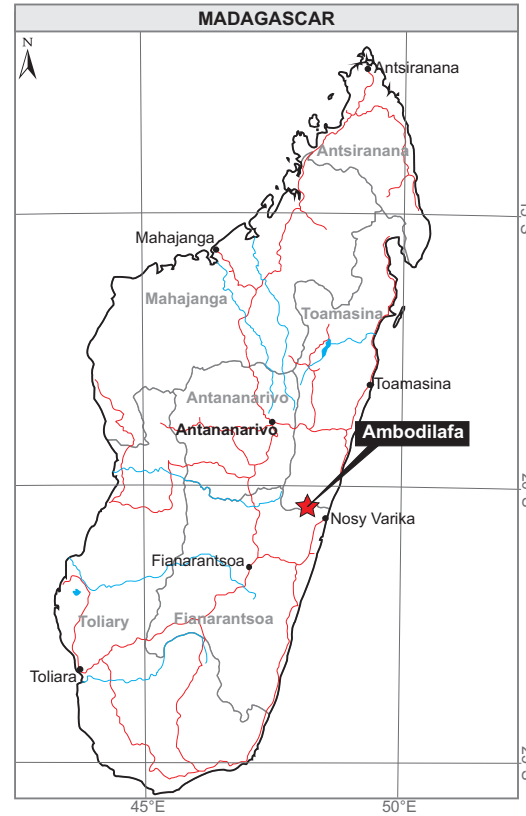 MADAGASCAR
N
Antsiranana
Antsiranana
Mahajanga
Mahajanga
Toamasina
Toamasina
Antananarivo
Antananarivo
Ambodilafa
Nosy Varika
Fianarantsoa
Fianarantsoa
Toliary
Toliara
45°E
50°E